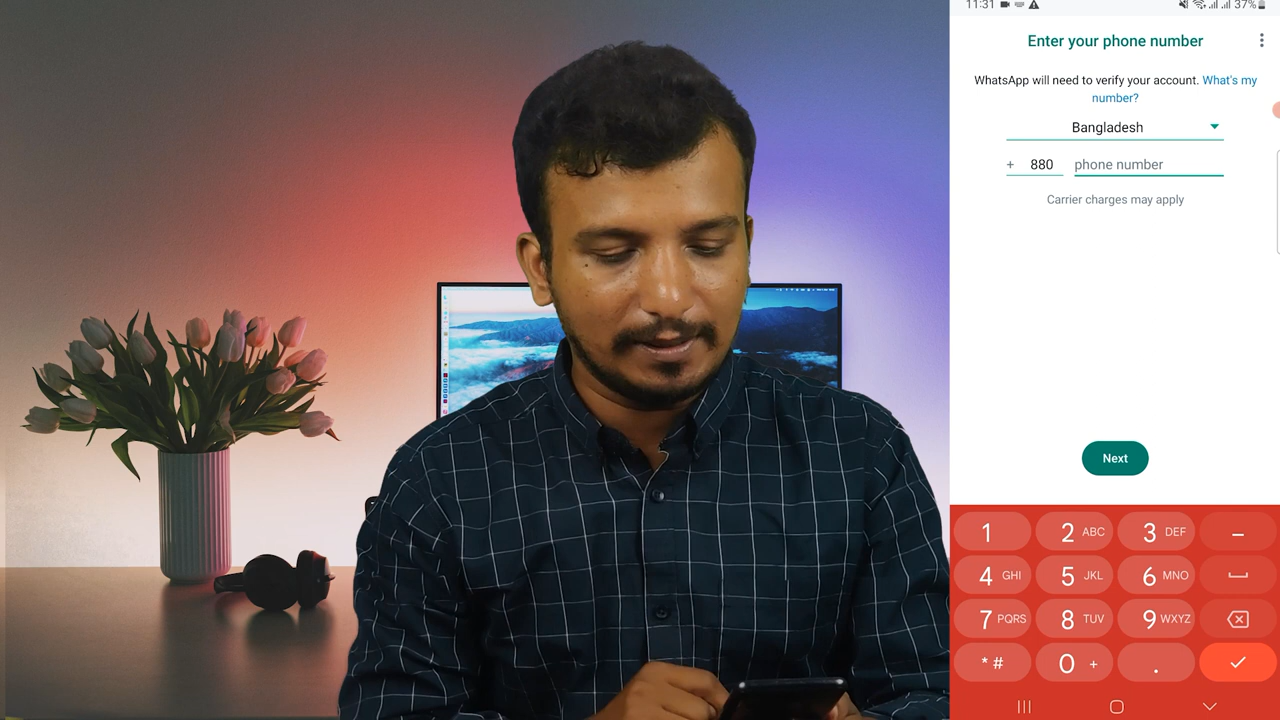 11:31
37%
Enter your phone number
WhatsApp will need to verify your account. What's my
number?
Bangladesh
+ 880 phone number
Carrier charges may apply
Next
1 2 ABC 3 DEF –
4 GHI 5 JKL 6 MNO
7 PQRS 8 TUV 9 WXYZ
* # 0 + .